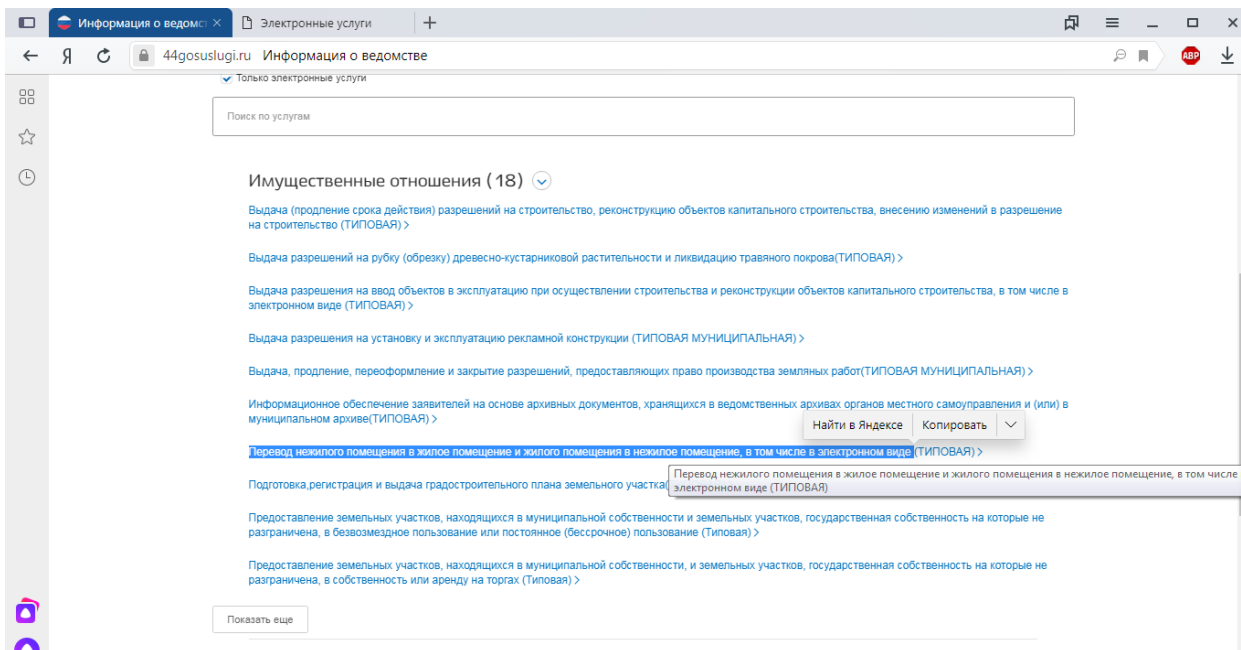 Информация о ведомст
Электронные услуги
Я
44gosuslugi.ru Информация о ведомстве
ABP
Только электронные услуги
Поиск по услугам
Имущественные отношения (18)
Выдача (продление срока действия) разрешений на строительство, реконструкцию объектов капитального строительства, внесению изменений в разрешение
на строительство (ТИПОВАЯ) >
Выдача разрешений на рубку (обрезку) древесно-кустарниковой растительности и ликвидацию травяного покрова(ТИПОВАЯ) >
Выдача разрешения на ввод объектов в эксплуатацию при осуществлении строительства и реконструкции объектов капитального строительства, в том числе в
электронном виде (ТИПОВАЯ) >
Выдача разрешения на установку и эксплуатацию рекламной конструкции (ТИПОВАЯ МУНИЦИПАЛЬНАЯ) >
Выдача, продление, переоформление и закрытие разрешений, предоставляющих право производства земляных работ(ТИПОВАЯ МУНИЦИПАЛЬНАЯ) >
Информационное обеспечение заявителей на основе архивных документов, хранящихся в ведомственных архивах органов местного самоуправления и (или) в
муниципальном архиве(ТИПОВАЯ) >
Найти в Яндексе Копировать
Перевод нежилого помещения в жилое помещение и жилого помещения в нежилое помещение, в том числе в электронном виде (ТИПОВАЯ) >
Перевод нежилого помещения в жилое помещение и жилого помещения в нежилое помещение, в том числе
электронном виде (ТИПОВАЯ)
Подготовка,регистрация и выдача градостроительного плана земельного участка(
Предоставление земельных участков, находящихся в муниципальной собственности и земельных участков, государственная собственность на которые не
разграничена, в безвозмездное пользование или постоянное (бессрочное) пользование (Типовая) >
Предоставление земельных участков, находящихся в муниципальной собственности, и земельных участков, государственная собственность на которые не
разграничена, в собственность или аренду на торгах (Типовая) >
Показать еще